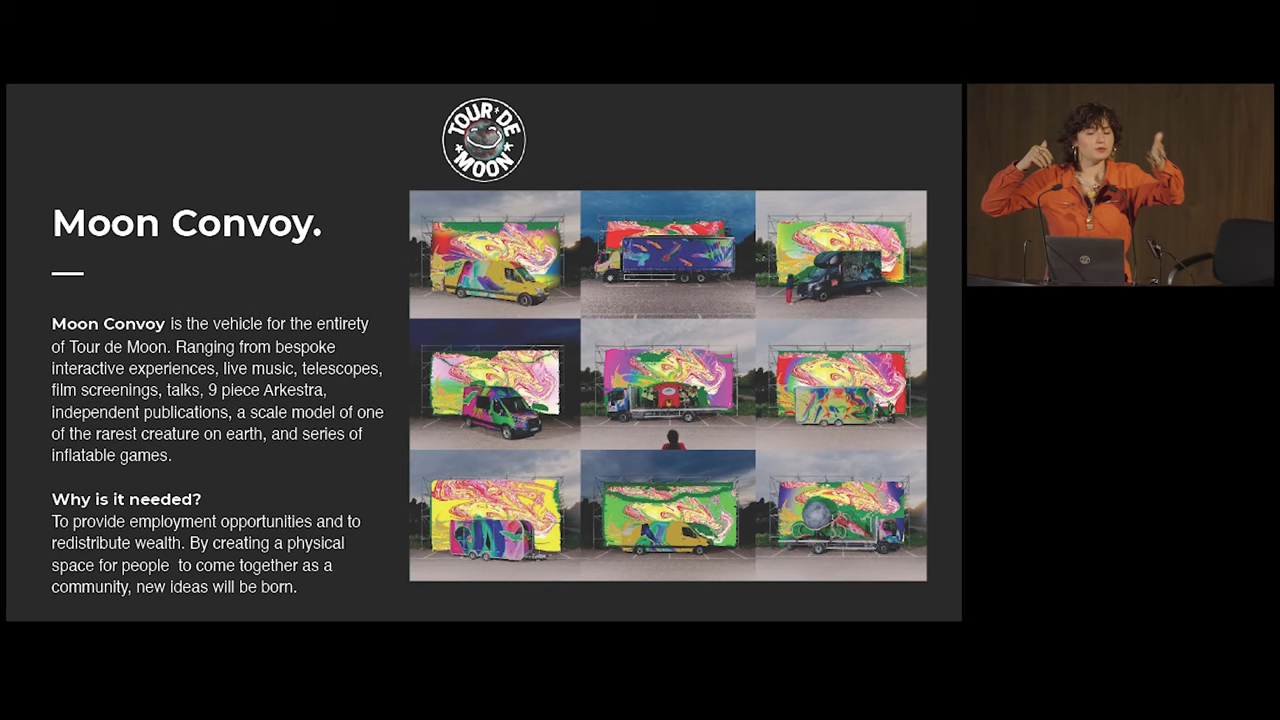 TOUR DE
MOON
Moon Convoy.
Moon Convoy is the vehicle for the entirety
of Tour de Moon. Ranging from bespoke
interactive experiences, live music, telescopes,
film screenings, talks, 9 piece Arkestra,
independent publications, a scale model of one
of the rarest creature on earth, and series of
inflatable games.
Why is it needed?
To provide employment opportunities and to
redistribute wealth. By creating a physical
space for people to come together as a
community, new ideas will be born.